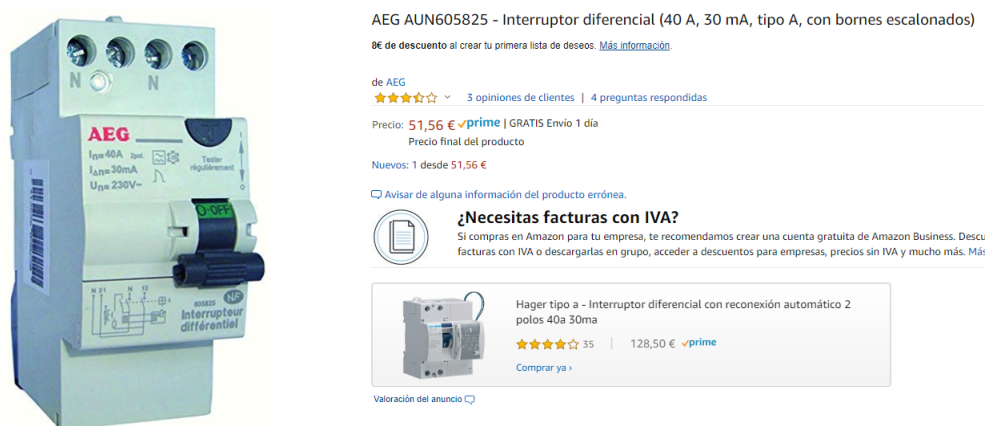 AEG AUN605825 - Interruptor diferencial (40 A, 30 mA, tipo A, con bornes escalonados)
8€ de descuento al crear tu primera lista de deseos. Más información.
de AEG
3 opiniones de clientes | 4 preguntas respondidas
Precio: 51,56 € prime | GRATIS Envío 1 día
Precio final del producto
Nuevos: 1 desde 51,56 €
Avisar de alguna información del producto errónea.
¿Necesitas facturas con IVA?
Si compras en Amazon para tu empresa, te recomendamos crear una cuenta gratuita de Amazon Business. Descu
facturas con IVA o descargarlas en grupo, acceder a descuentos para empresas, precios sin IVA y mucho más. Más
Hager tipo a - Interruptor diferencial con reconexión automático 2
polos 40a 30ma
35 | 128,50 € prime
Comprar ya ›
Valoración del anuncio
N N
AEG
In=40A 2pol.
I∆n=30mA
Un=230V~
Tester
régulièrement
I
O
O-OFF
N 1
N 1 2
605825 NF
Interrupteur
différentiel